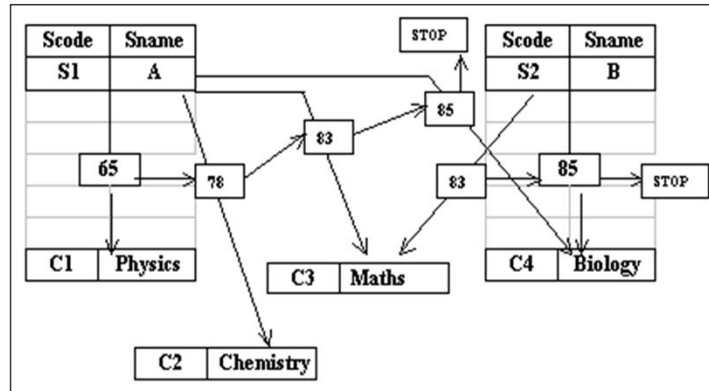 STOP
Scode Sname
S1 A
Scode Sname
S2 B
85
83
65
78
83
85
STOP
C1 Physics
C3 Maths
C4 Biology
C2 Chemistry